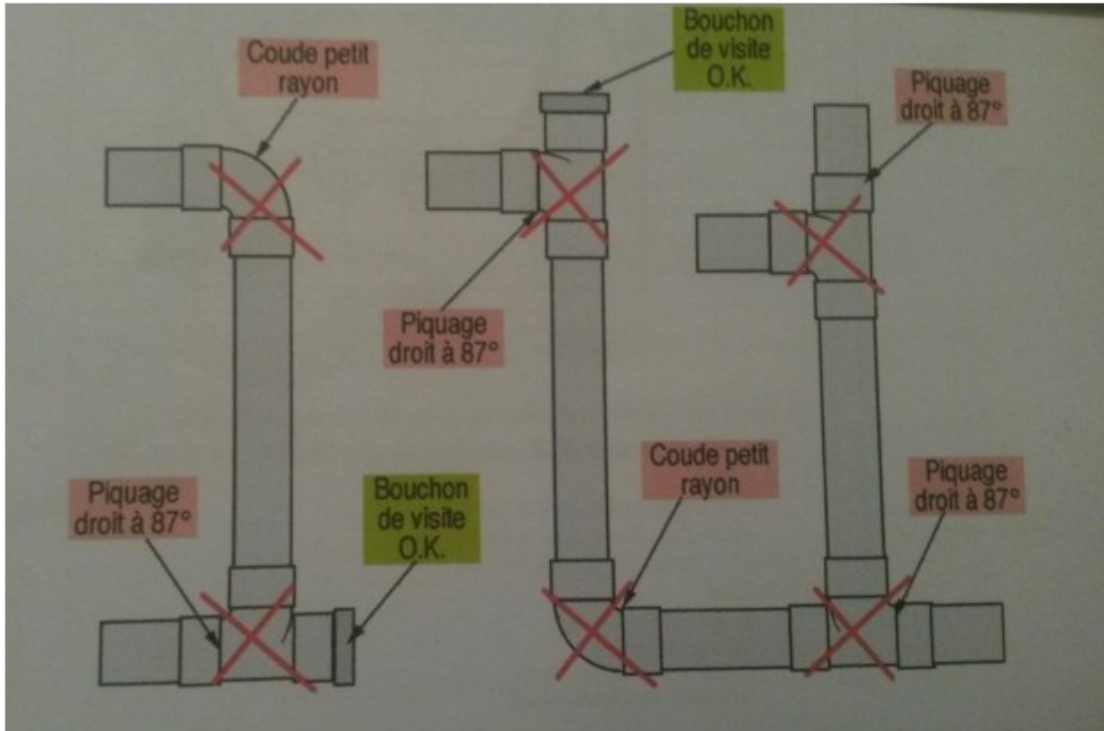 Coude petit
rayon
Bouchon
de visite
O.K.
Piquage
droit à 87°
Piquage
droit à 87°
Coude petit
rayon
Piquage
droit à 87°
Bouchon
de visite
O.K.
Piquage
droit à 87°